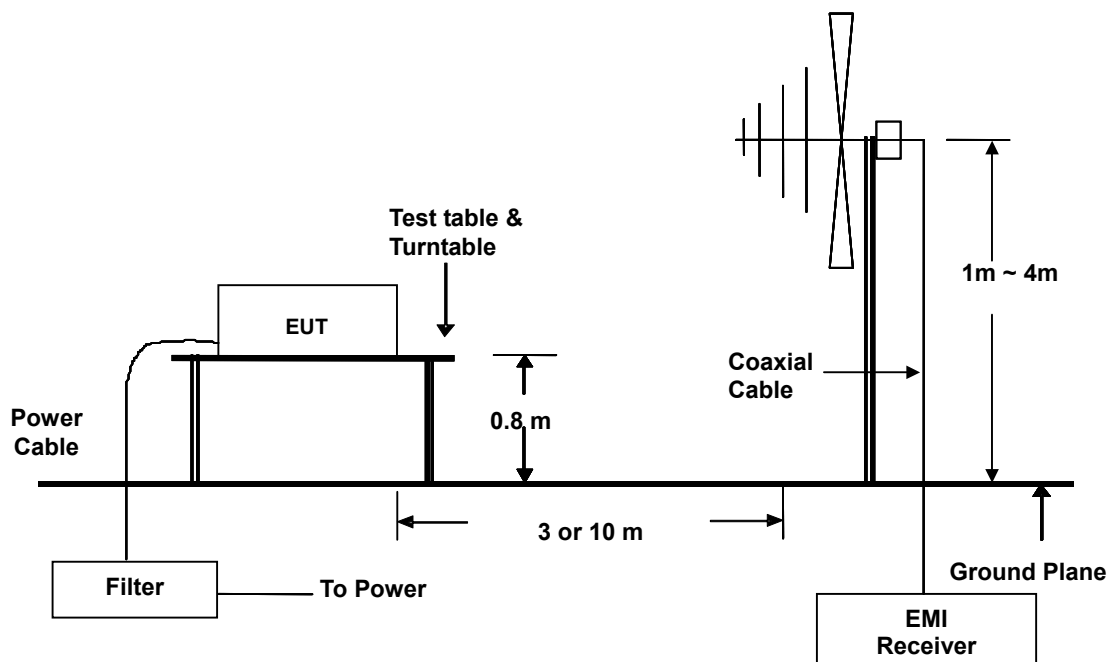 Test table &
Turntable
EUT
1m ~ 4m
Coaxial
Cable
0.8 m
Power
Cable
3 or 10 m
Ground Plane
Filter
To Power
EMI
Receiver